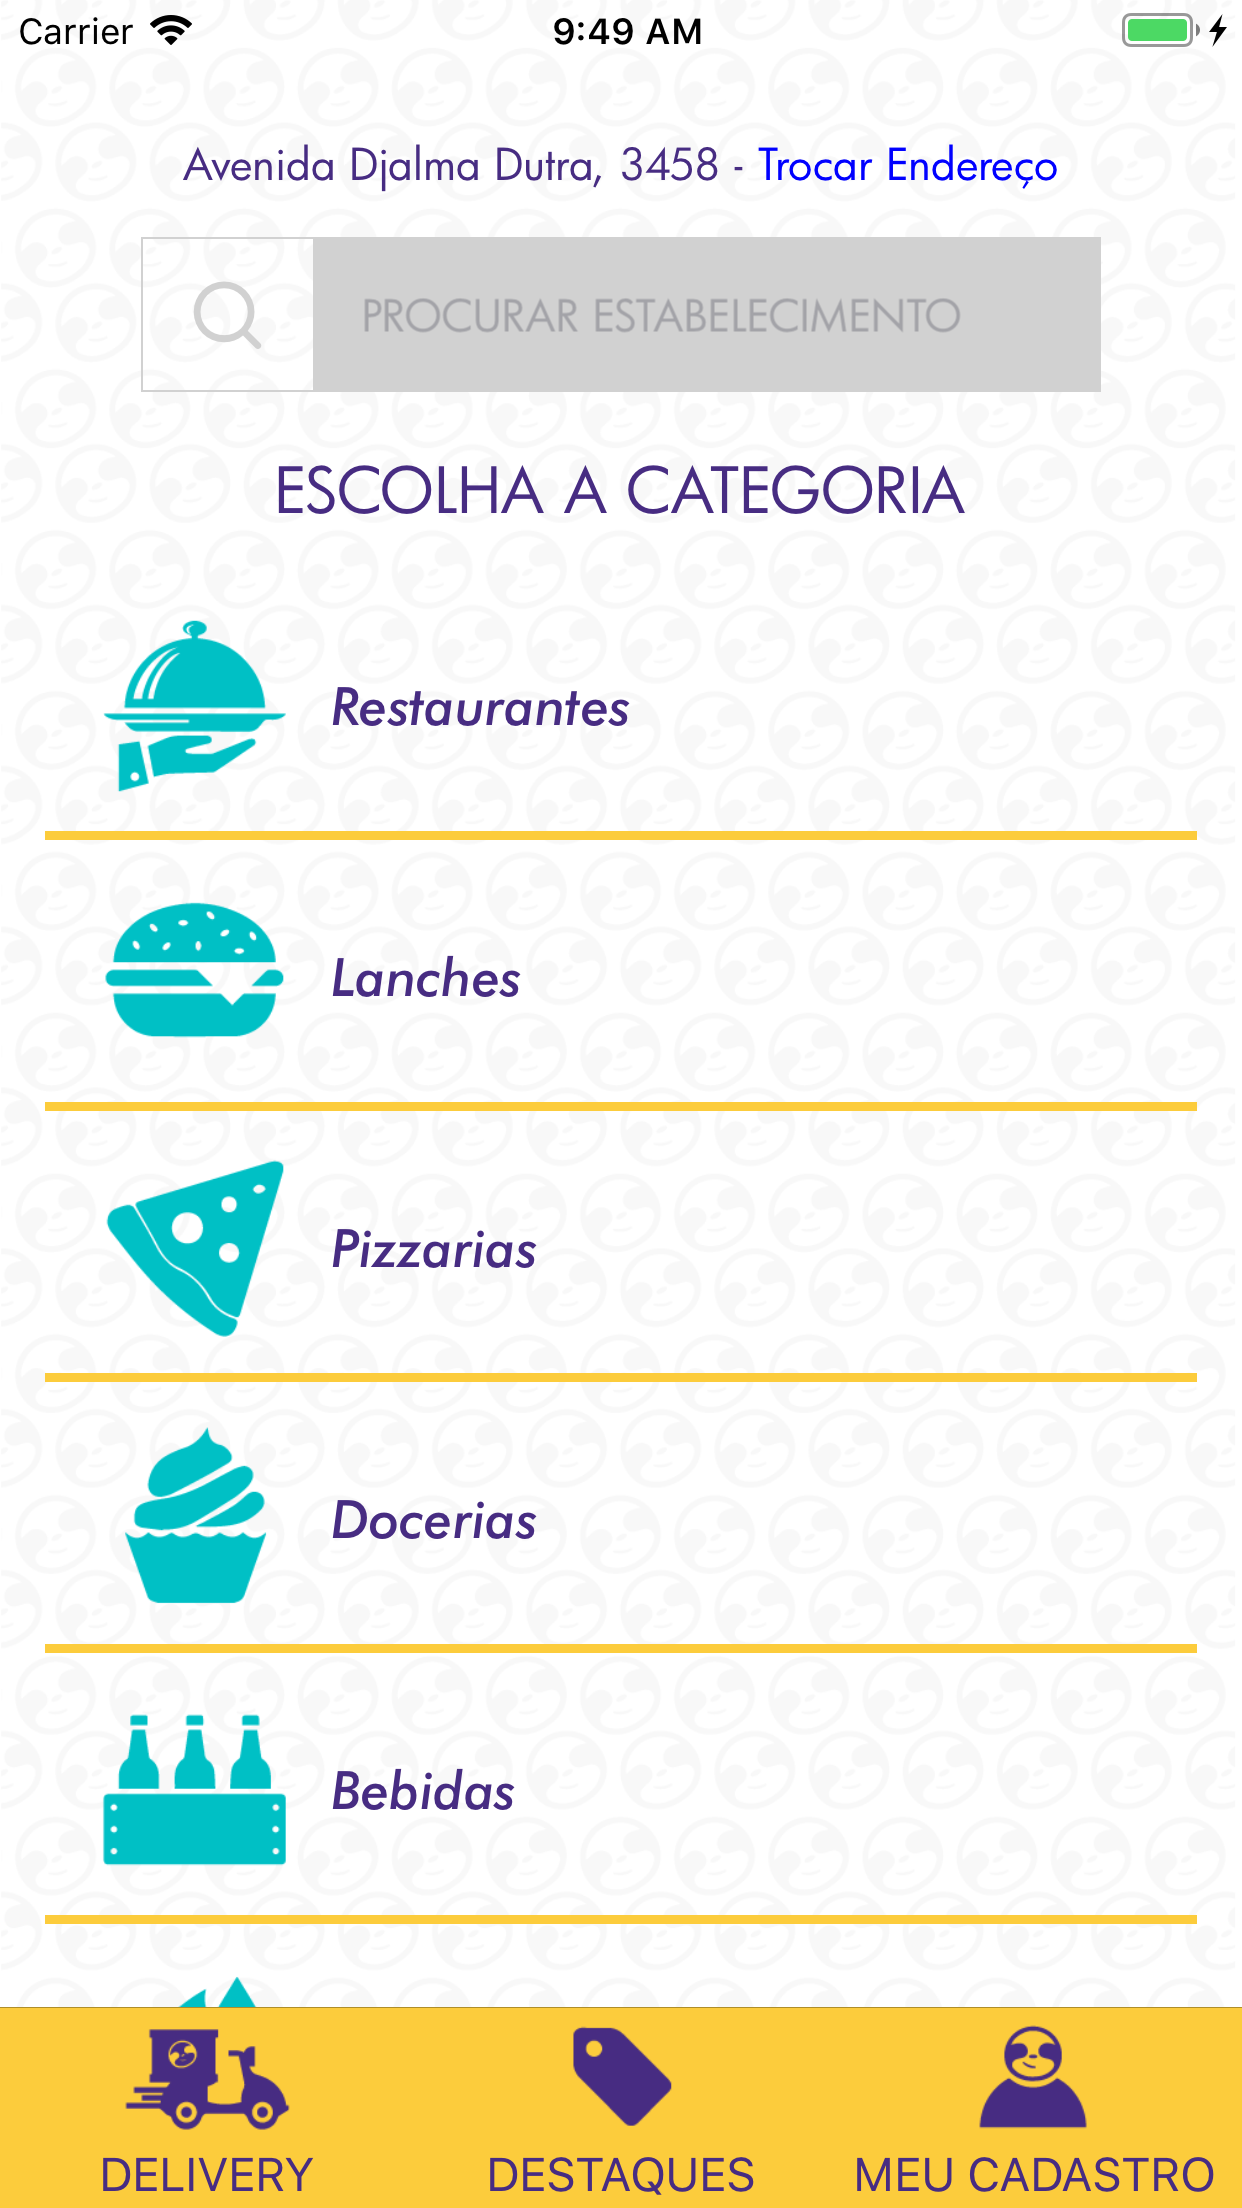 Carrier 9:49 AM
Avenida Djalma Dutra, 3458 - Trocar Endereço
PROCURAR ESTABELECIMENTO
ESCOLHA A CATEGORIA
Restaurantes
Lanches
Pizzarias
Docerias
Bebidas
DELIVERY DESTAQUES MEU CADASTRO